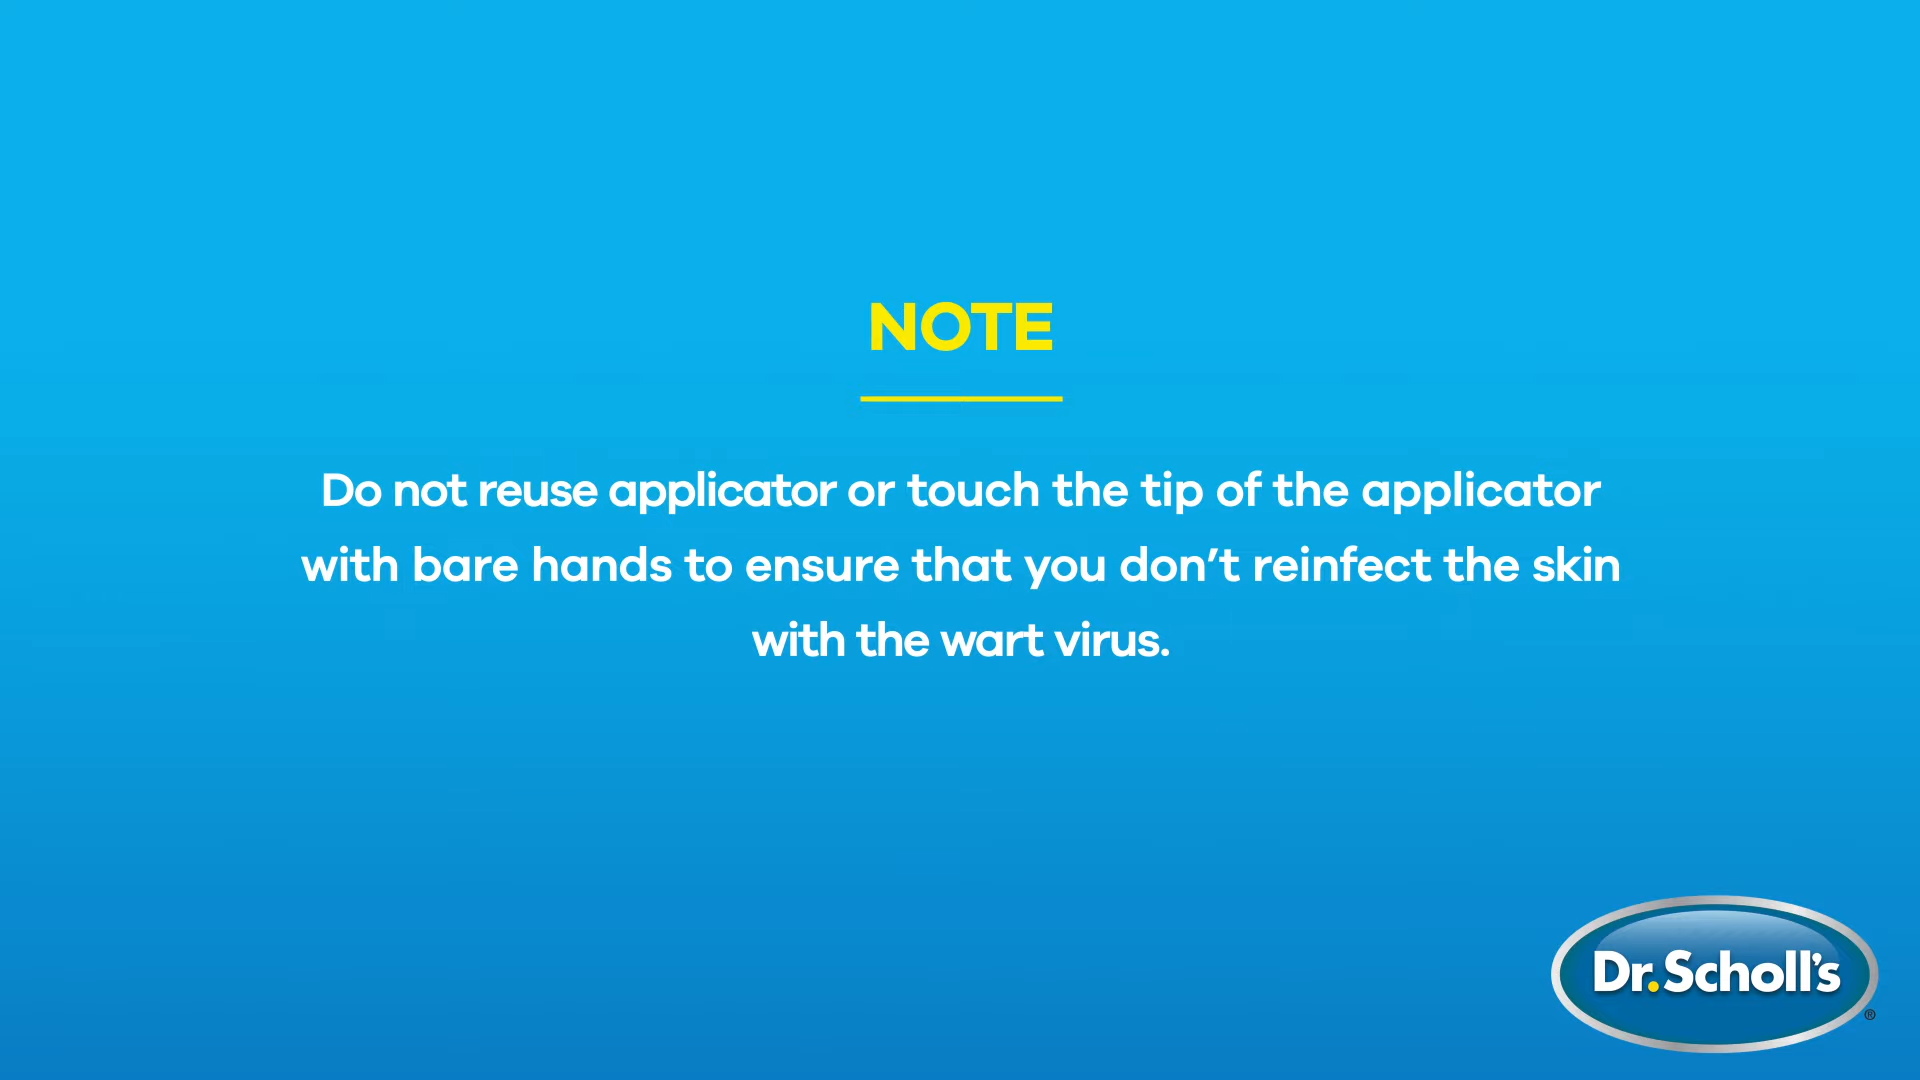 NOTE
Do not reuse applicator or touch the tip of the applicator
with bare hands to ensure that you don’t reinfect the skin
with the wart virus.
Dr.Scholl's
®